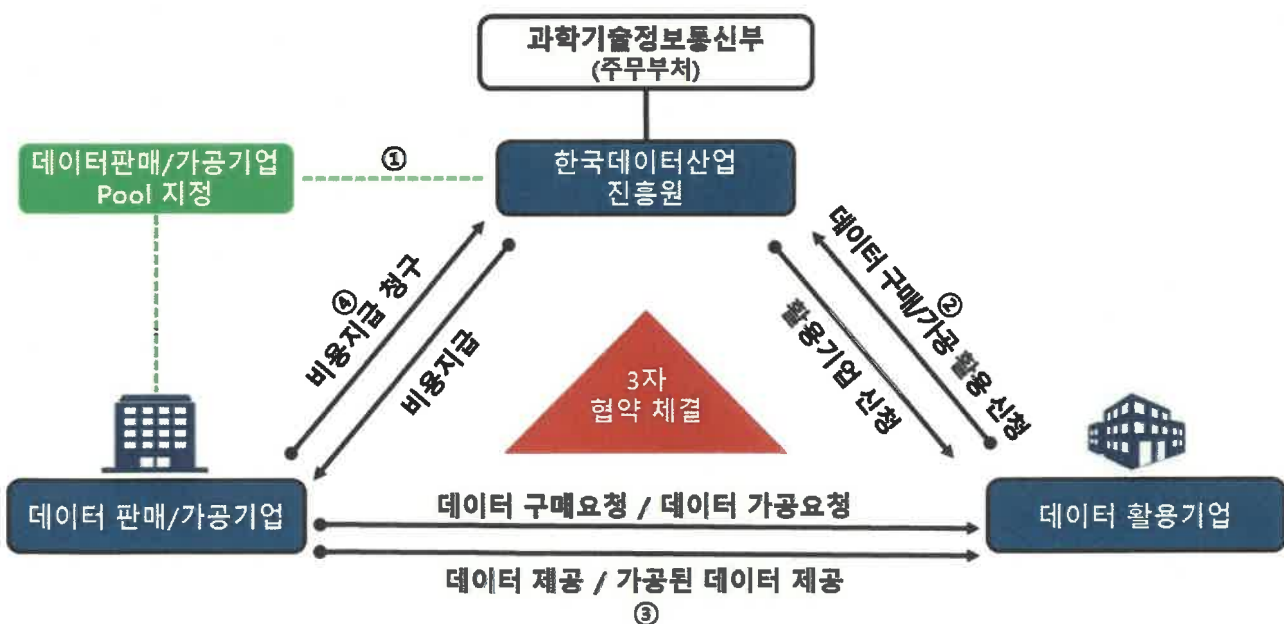 과학기술정보통신부
(주무부처)
데이터판매/가공기업
Pool 지정
①
한국데이터산업
진흥원
④
비용지급 청구
비용지급
3자
협약 체결
②
데이터 구매/가공 활용 신청
활용기업 신청
데이터 판매/가공기업
데이터 구매요청 / 데이터 가공요청
데이터 제공 / 가공된 데이터 제공
③
데이터 활용기업